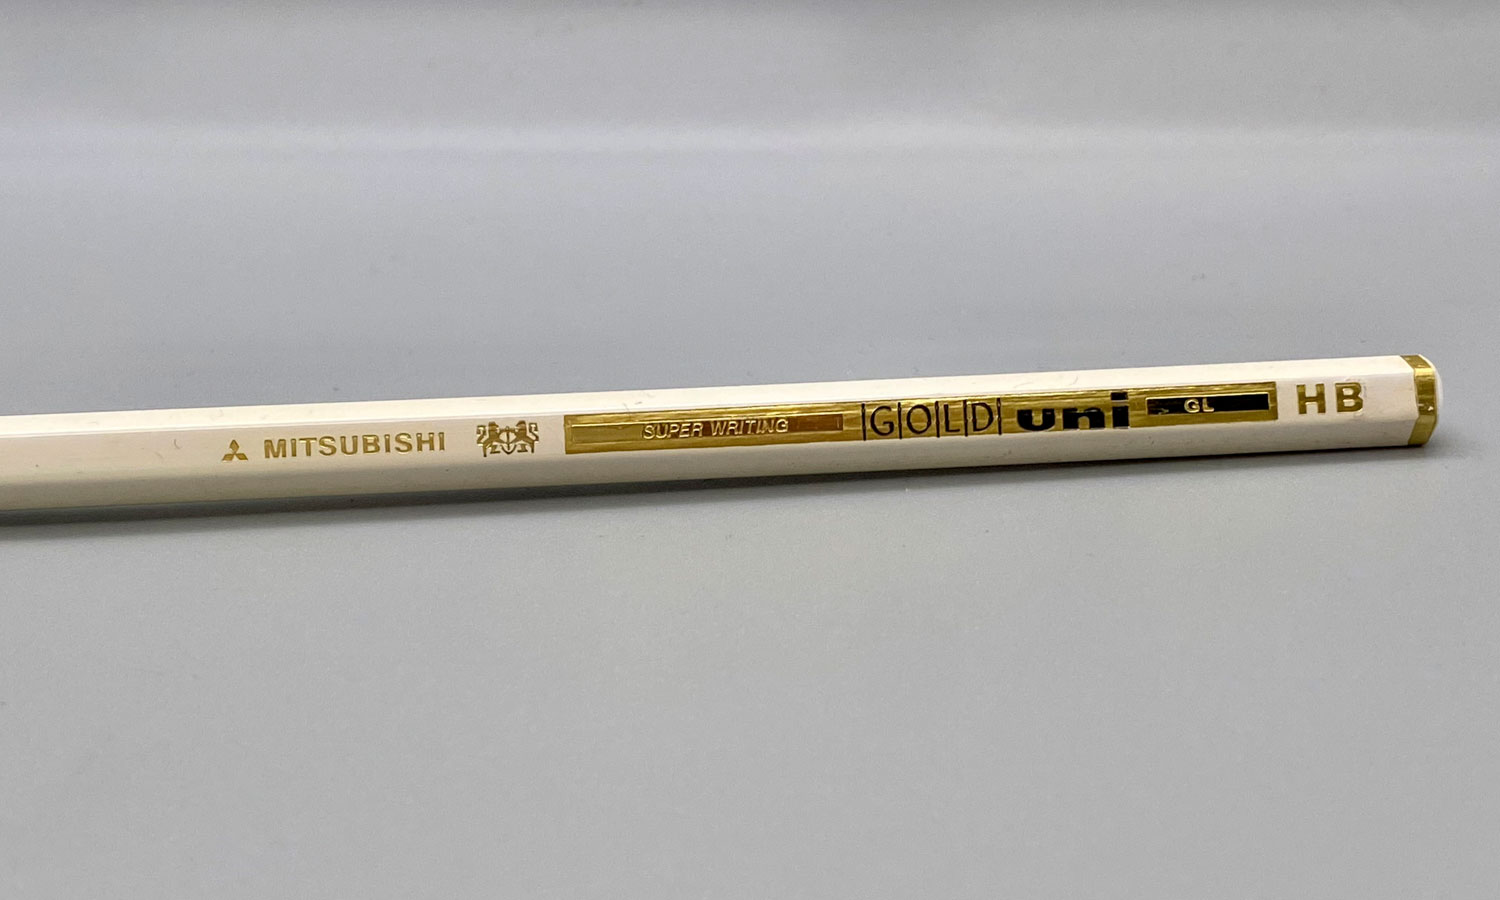 MITSUBISHI SUPER WRITING GOLD uni GL HB